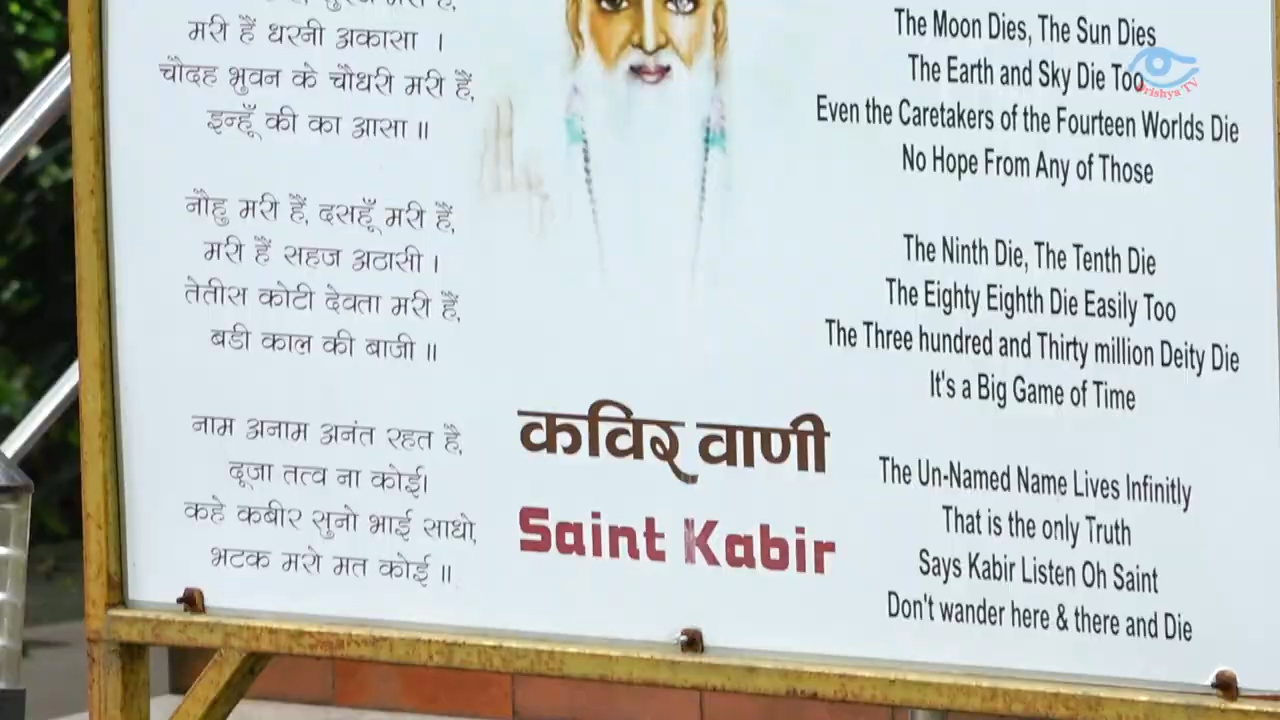 मरी हैं धरनी अकासा ।
चौदह भुवन के चौधरी मरी हैं,
इन्हूँ की का आसा ॥
नौहु मरी हैं, दसहूँ मरी हैं,
मरी हैं सहज अठासी ।
तेतीस कोटी देवता मरी हैं,
बडी काल की बाजी ॥
नाम अनाम अनंत रहत है,
दूजा तत्व ना कोई।
कहे कबीर सुनो भाई साधो,
भटक मरो मत कोई ॥
कविर वाणी
Saint Kabir
The Moon Dies, The Sun Dies
The Earth and Sky Die Too
Even the Caretakers of the Fourteen Worlds Die
No Hope From Any of Those
The Ninth Die, The Tenth Die
The Eighty Eighth Die Easily Too
The Three hundred and Thirty million Deity Die
It's a Big Game of Time
The Un-Named Name Lives Infinitly
That is the only Truth
Says Kabir Listen Oh Saint
Don't wander here & there and Die
Drishya TV